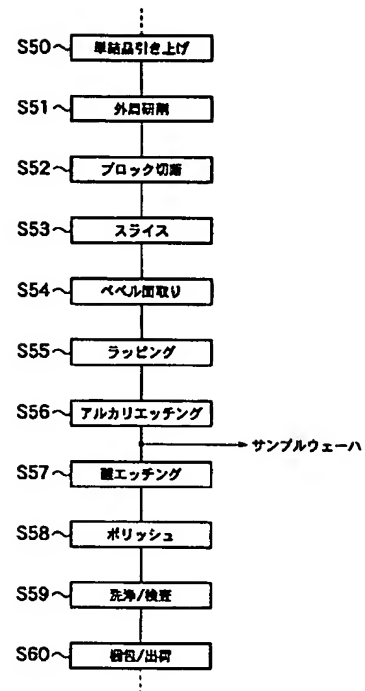 S50 単結晶引き上げ
S51 外周研削
S52 ブロック切断
S53 スライス
S54 ベベル面取り
S55 ラッピング
S56 アルカリエッチング
サンプルウェーハ
S57 酸エッチング
S58 ポリッシュ
S59 洗浄/検査
S60 梱包/出荷